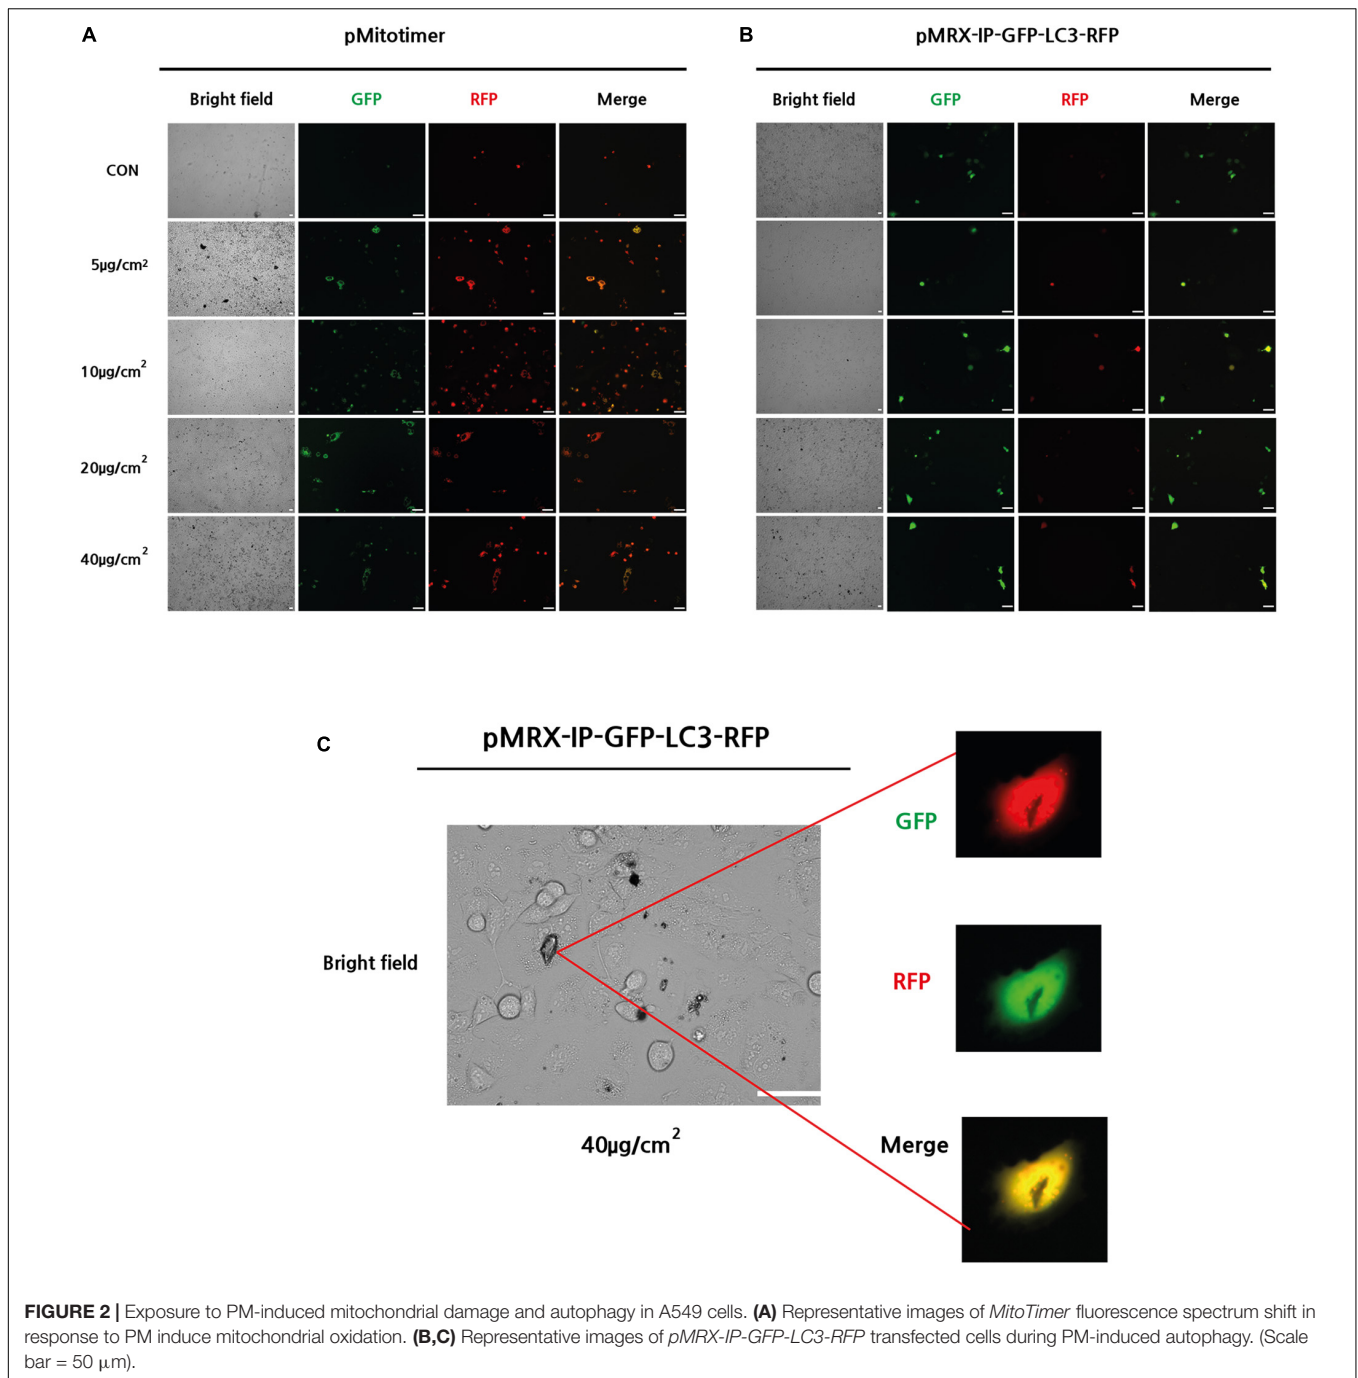 A
pMitotimer
Bright field GFP RFP Merge
CON
5µg/cm²
10µg/cm²
20µg/cm²
40µg/cm²
B
pMRX-IP-GFP-LC3-RFP
Bright field GFP RFP Merge
C
pMRX-IP-GFP-LC3-RFP
Bright field
40µg/cm²
GFP
RFP
Merge
FIGURE 2 | Exposure to PM-induced mitochondrial damage and autophagy in A549 cells. (A) Representative images of MitoTimer fluorescence spectrum shift in
response to PM induce mitochondrial oxidation. (B,C) Representative images of pMRX-IP-GFP-LC3-RFP transfected cells during PM-induced autophagy. (Scale
bar = 50 μm).